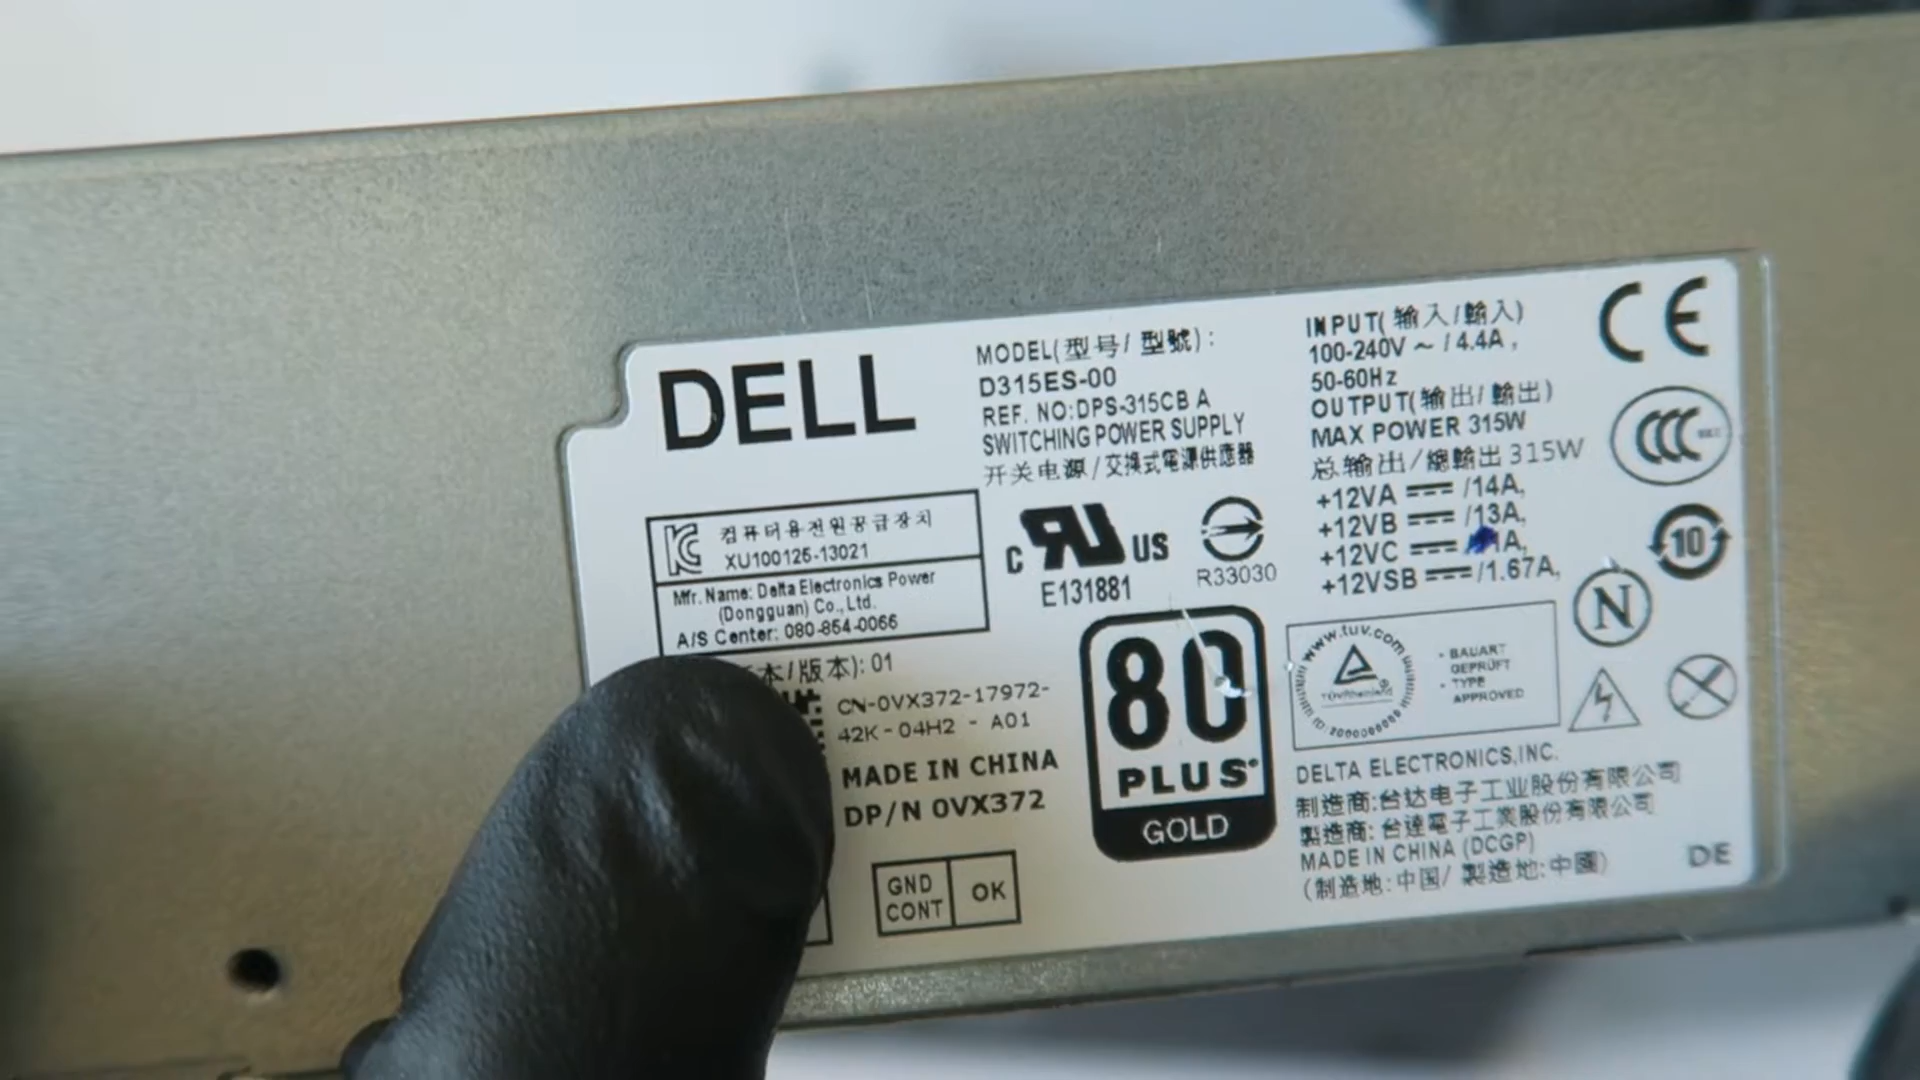 DELL
MODEL(型号/型號):
D315ES-00
REF. NO:DPS-315CB A
SWITCHING POWER SUPPLY
开关电源/交换式電源供應器
INPUT(输入/輸入)
100-240V ~ / 4.4A ,
50-60Hz
OUTPUT(输出/輸出)
MAX POWER 315W
总输出/總輸出 315W
+12VA ⎓ /14A,
+12VB ⎓ /13A,
+12VC ⎓
+12VSB ⎓ /1.67A,
CE
CCC
10
N
컴퓨터용전원공급장치
XU100125-13021
Mfr. Name: Delta Electronics Power
(Dongguan) Co., Ltd.
A/S Center: 080-854-0066
本/版本): 01
CN-0VX372-17972-
42K-04H2 - A01
MADE IN CHINA
DP/N 0VX372
GND
CONT
OK
C RU US
E131881
R33030
80
PLUS
GOLD
www.tuv.com
TÜVRheinland
BAUART
GEPRÜFT
TYPE
APPROVED
DELTA ELECTRONICS,INC.
制造商:台达电子工业股份有限公司
製造商:台達電子工業股份有限公司
MADE IN CHINA (DCGP)
(制造地:中国/ 製造地:中國)
DE